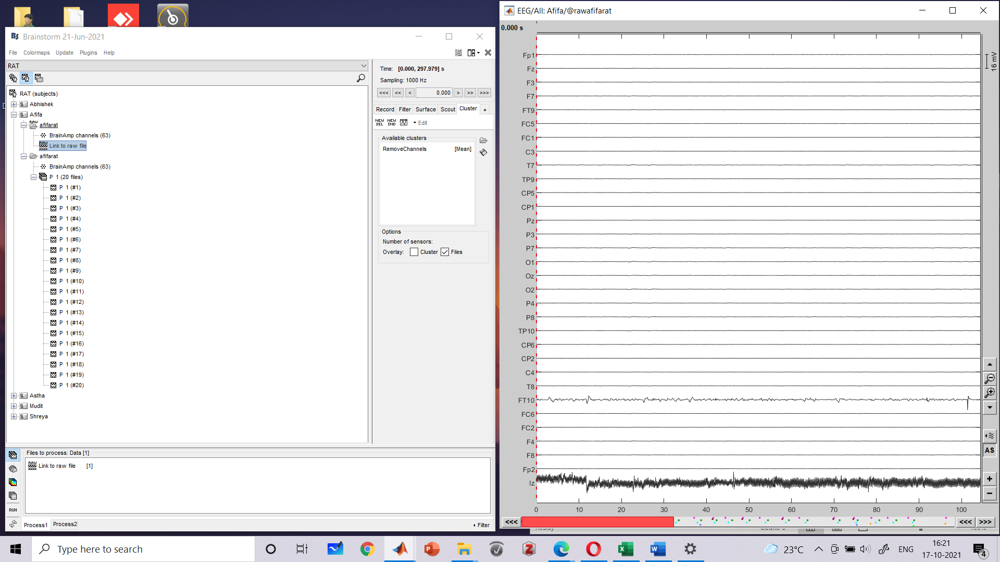 Brainstorm 21-Jun-2021
File Colormaps Update Plugins Help
RAT
RAT (subjects)
Abhishek
Afifa
RAW
afifarat
BrainAmp channels (63)
RAW Link to raw file
afifarat
BrainAmp channels (63)
P 1 (20 files)
P 1 (#1)
P 1 (#2)
P 1 (#3)
P 1 (#4)
P 1 (#5)
P 1 (#6)
P 1 (#7)
P 1 (#8)
P 1 (#9)
P 1 (#10)
P 1 (#11)
P 1 (#12)
P 1 (#13)
P 1 (#14)
P 1 (#15)
P 1 (#16)
P 1 (#17)
P 1 (#18)
P 1 (#19)
P 1 (#20)
Astha
Mudit
Shreya
Time: [0.000, 297.979] s
Sampling: 1000 Hz
<<< << < 0.000 > >> >>>
Record Filter Surface Scout Cluster +
NEW SEL NEW IND Edit
Available clusters
RemoveChannels [Mean]
Options
Number of sensors:
Overlay: Cluster Files
Files to process: Data [1]
RAW Link to raw file [1]
RUN
Process1 Process2 Filter
EEG/All: Afifa/@rawafifarat
0.000 s
16 mV
Fp1
Fz
F3
F7
FT9
FC5
FC1
C3
T7
TP9
CP5
CP1
Pz
P3
P7
O1
Oz
O2
P4
P8
TP10
CP6
CP2
C4
T8
FT10
FC6
FC2
F4
F8
Fp2
Iz
AS
+
−
0 10 20 30 40 50 60 70 80 90 100
<<< <<< >>>
Type here to search
23°C
ENG
16:21
17-10-2021
4